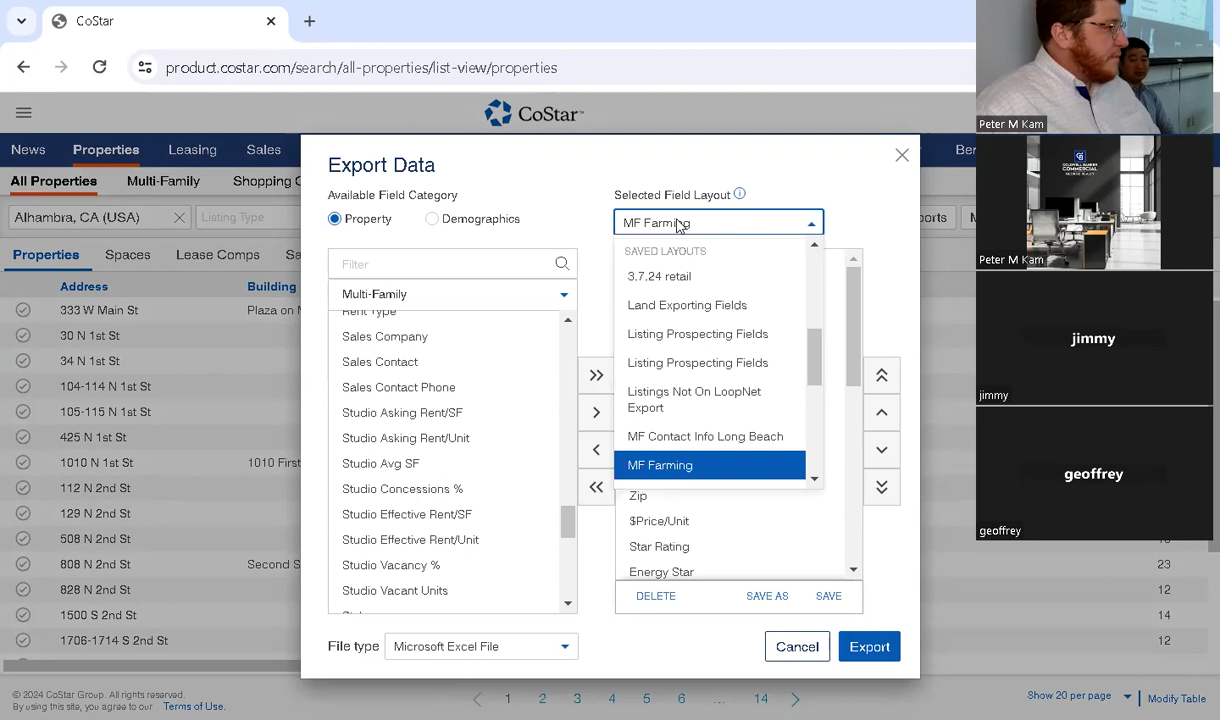 CoStar
product.costar.com/search/all-properties/list-view/properties
CoStar™
News
Properties
Leasing
Sales
Ber
All Properties
Multi-Family
Shopping C
Alhambra, CA (USA)
Listing Type
orts
M
Properties
Spaces
Lease Comps
Sa
Address
Building
333 W Main St
Plaza on M
30 N 1st St
34 N 1st St
104-114 N 1st St
105-115 N 1st St
425 N 1st St
1010 N 1st St
1010 First
112 N 2nd St
129 N 2nd St
508 N 2nd St
808 N 2nd St
Second S
23
828 N 2nd St
12
1500 S 2nd St
14
1706-1714 S 2nd St
12
Export Data
Available Field Category
Property
Demographics
Filter
Multi-Family
Rent Type
Sales Company
Sales Contact
Sales Contact Phone
Studio Asking Rent/SF
Studio Asking Rent/Unit
Studio Avg SF
Studio Concessions %
Studio Effective Rent/SF
Studio Effective Rent/Unit
Studio Vacancy %
Studio Vacant Units
Selected Field Layout
MF Farming
SAVED LAYOUTS
3.7.24 retail
Land Exporting Fields
Listing Prospecting Fields
Listing Prospecting Fields
Listings Not On LoopNet
Export
MF Contact Info Long Beach
MF Farming
Zip
$Price/Unit
Star Rating
Energy Star
DELETE
SAVE AS
SAVE
File type
Microsoft Excel File
Cancel
Export
© 2024 CoStar Group. All rights reserved.
By using this site, you agree to our Terms of Use.
1
2
3
4
5
6
...
14
Show 20 per page
Modify Table
Peter M Kam
COLDWELL BANKER
COMMERCIAL
Peter M Kam
jimmy
jimmy
geoffrey
geoffrey